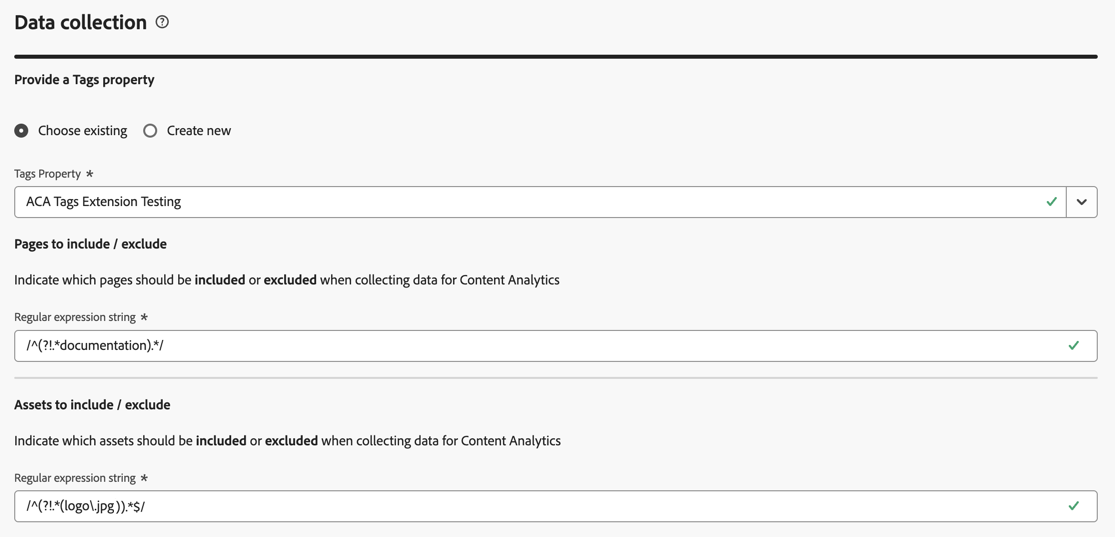 Data collection ?
Provide a Tags property
Choose existing Create new
Tags Property *
ACA Tags Extension Testing
Pages to include / exclude
Indicate which pages should be included or excluded when collecting data for Content Analytics
Regular expression string *
/^(?!.*documentation).*/
Assets to include / exclude
Indicate which assets should be included or excluded when collecting data for Content Analytics
Regular expression string *
/^(?!.*(logo\.jpg)).*$/